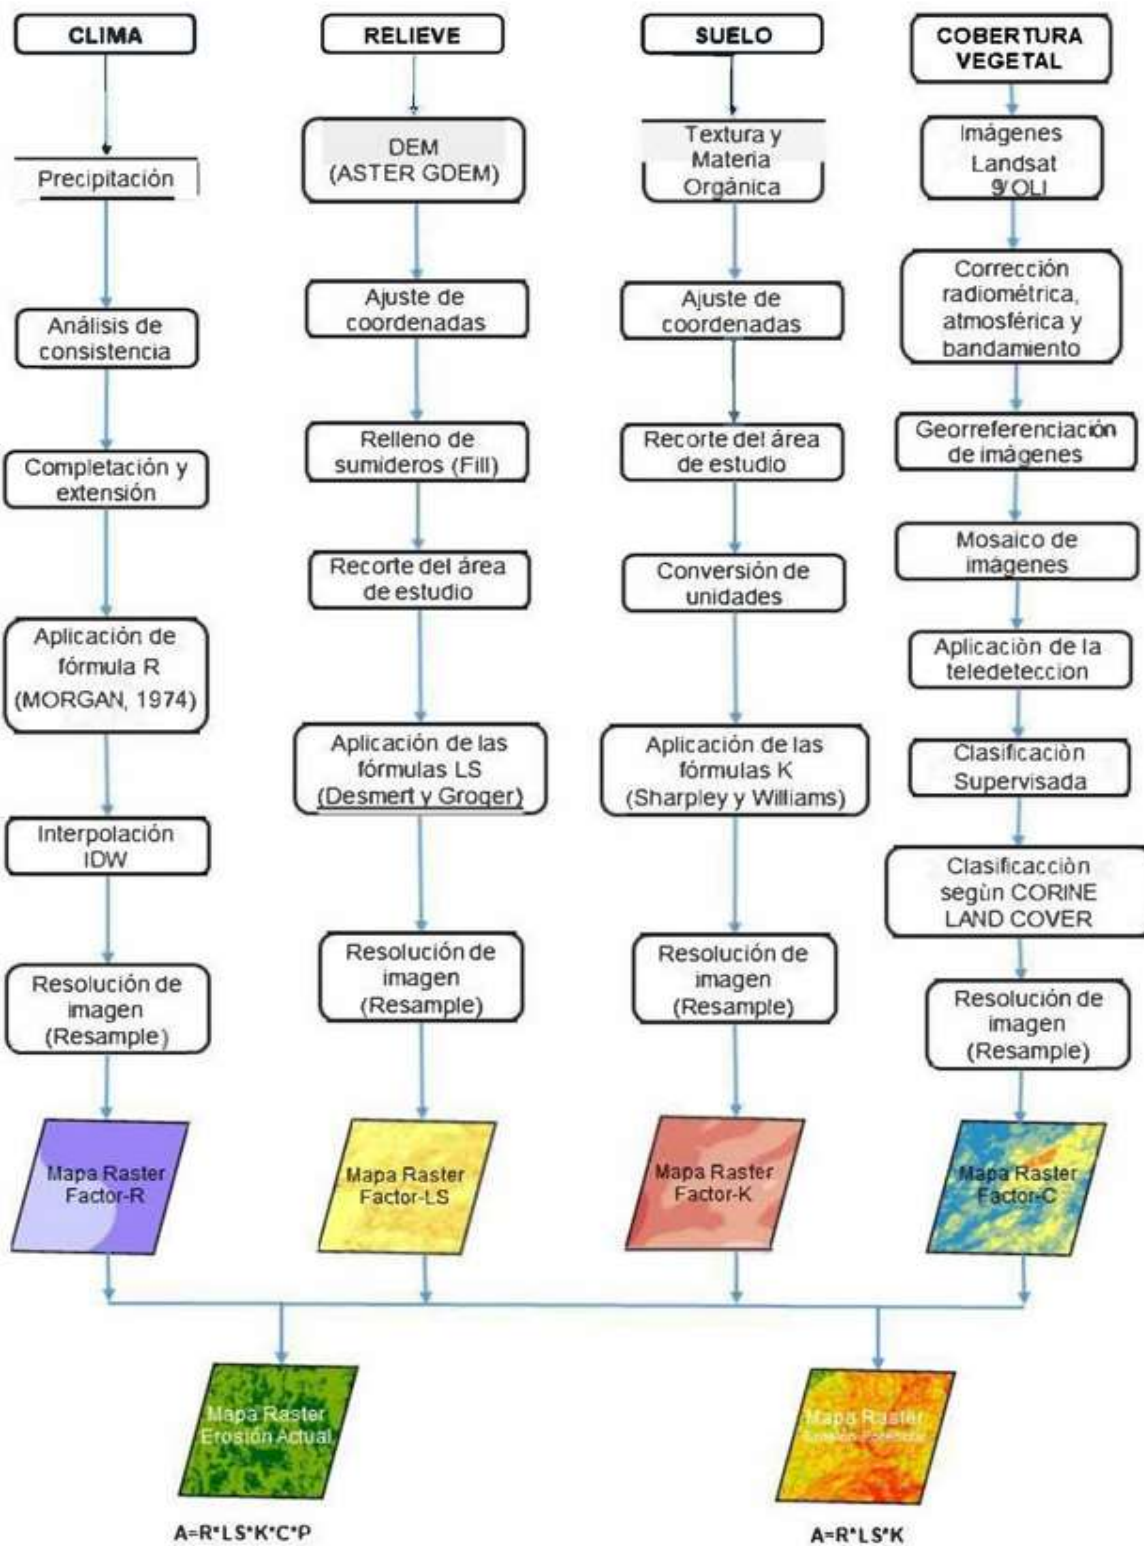 CLIMA
Precipitación
Análisis de
consistencia
Completación y
extensión
Aplicación de
fórmula R
(MORGAN, 1974)
Interpolación
IDW
Resolución de
imagen
(Resample)
Mapa Raster
Factor-R
RELIEVE
DEM
(ASTER GDEM)
Ajuste de
coordenadas
Relleno de
sumideros (Fill)
Recorte del área
de estudio
Aplicación de las
fórmulas LS
(Desmert y Groger)
Resolución de
imagen
(Resample)
Mapa Raster
Factor-LS
SUELO
Textura y
Materia
Orgánica
Ajuste de
coordenadas
Recorte del área
de estudio
Conversión de
unidades
Aplicación de las
fórmulas K
(Sharpley y Williams)
Resolución de
imagen
(Resample)
Mapa Raster
Factor-K
COBERTURA
VEGETAL
Imágenes
Landsat
9/OLI
Corrección
radiométrica,
atmosférica y
bandamiento
Georreferenciación
de imágenes
Mosaico de
imágenes
Aplicaciòn de la
teledeteccion
Clasificaciòn
Supervisada
Clasificacciòn
segùn CORINE
LAND COVER
Resolución de
imagen
(Resample)
Mapa Raster
Factor-C
Mapa Raster
Erosión Actual
A=R*LS*K*C*P
Mapa Raster
Erosión Potencial
A=R*LS*K